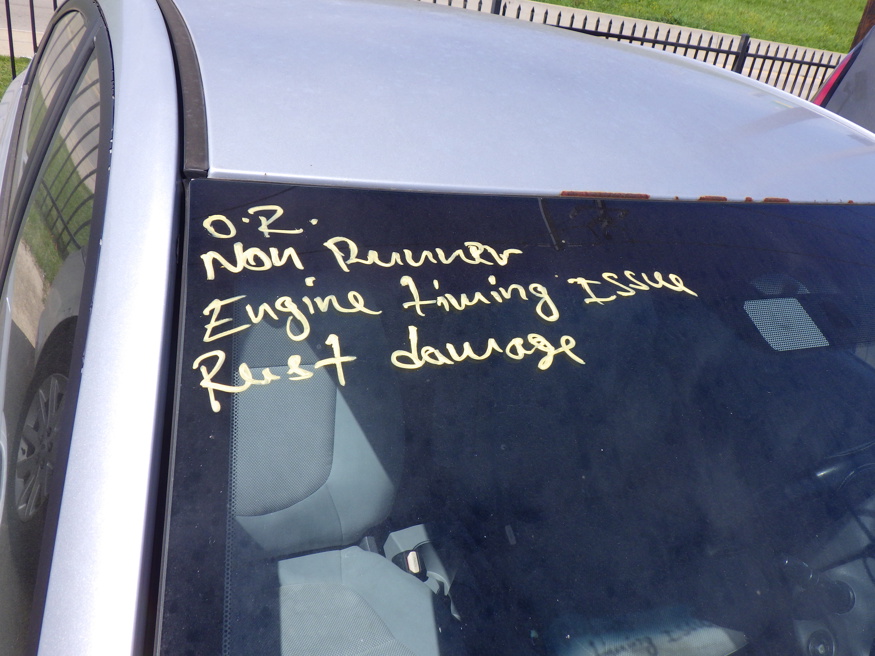 O.R.
Non Runner
Engine timing Issue
Rust damage